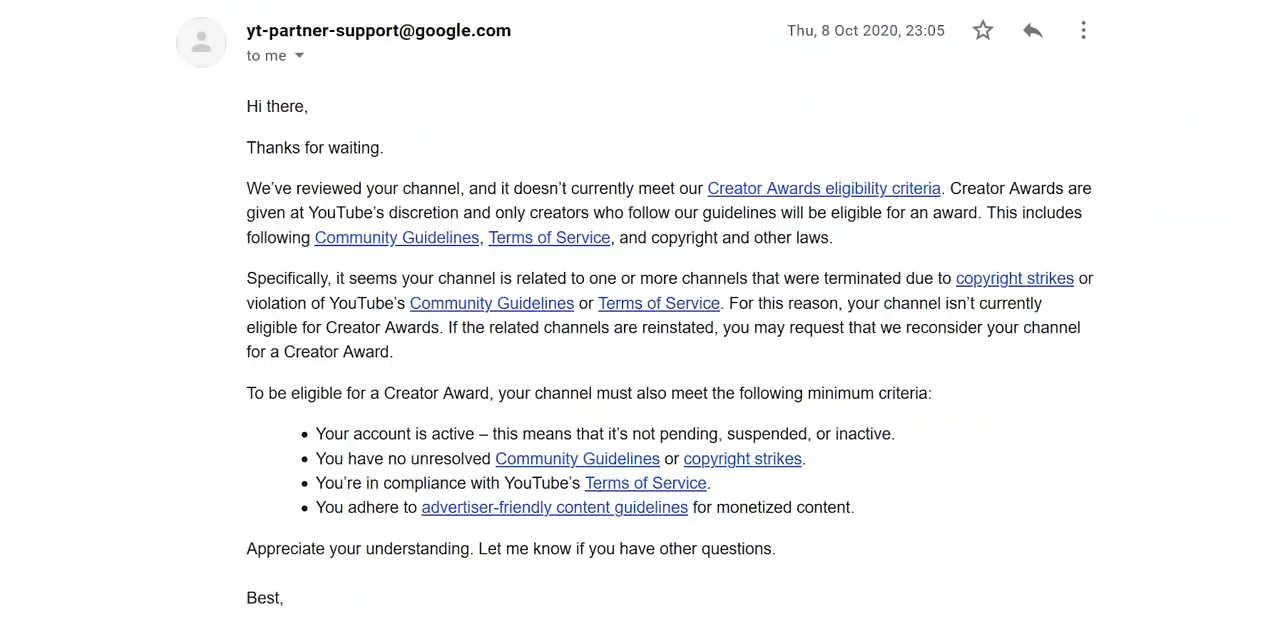 yt-partner-support@google.com
Thu, 8 Oct 2020, 23:05
to me
Hi there,
Thanks for waiting.
We’ve reviewed your channel, and it doesn’t currently meet our Creator Awards eligibility criteria. Creator Awards are
given at YouTube’s discretion and only creators who follow our guidelines will be eligible for an award. This includes
following Community Guidelines, Terms of Service, and copyright and other laws.
Specifically, it seems your channel is related to one or more channels that were terminated due to copyright strikes or
violation of YouTube’s Community Guidelines or Terms of Service. For this reason, your channel isn’t currently
eligible for Creator Awards. If the related channels are reinstated, you may request that we reconsider your channel
for a Creator Award.
To be eligible for a Creator Award, your channel must also meet the following minimum criteria:
• Your account is active – this means that it’s not pending, suspended, or inactive.
• You have no unresolved Community Guidelines or copyright strikes.
• You’re in compliance with YouTube’s Terms of Service.
• You adhere to advertiser-friendly content guidelines for monetized content.
Appreciate your understanding. Let me know if you have other questions.
Best,